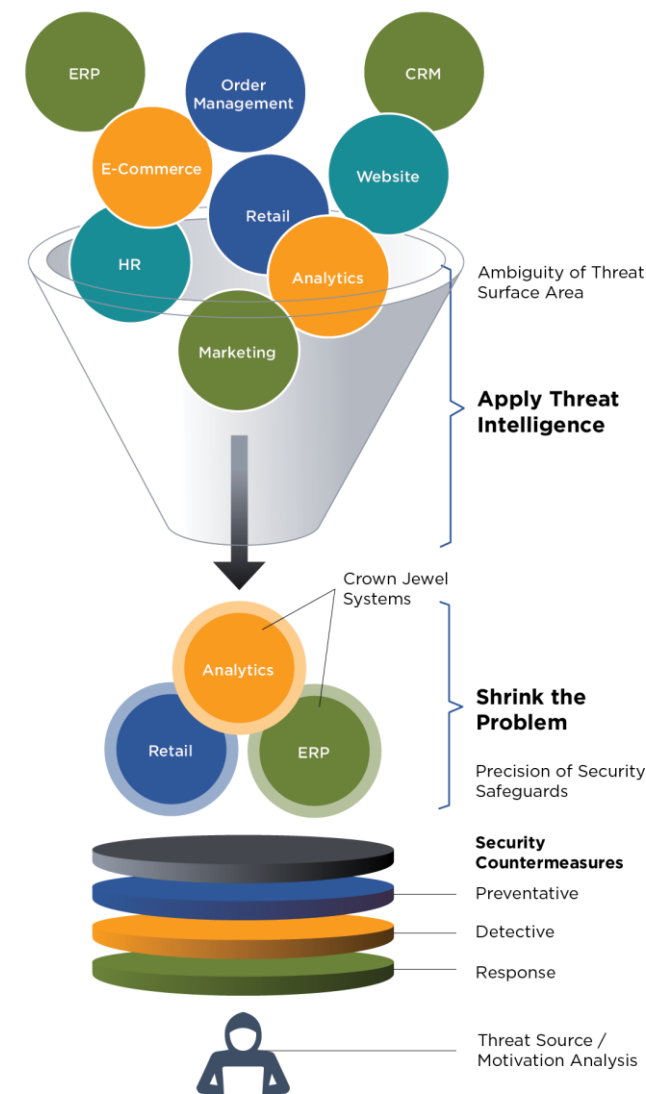 ERP
Order
Management
CRM
E-Commerce
Website
Retail
HR
Analytics
Ambiguity of Threat
Surface Area
Marketing
Apply Threat
Intelligence
Crown Jewel
Systems
Analytics
Shrink the
Problem
Retail
ERP
Precision of Security
Safeguards
Security
Countermeasures
Preventative
Detective
Response
Threat Source /
Motivation Analysis